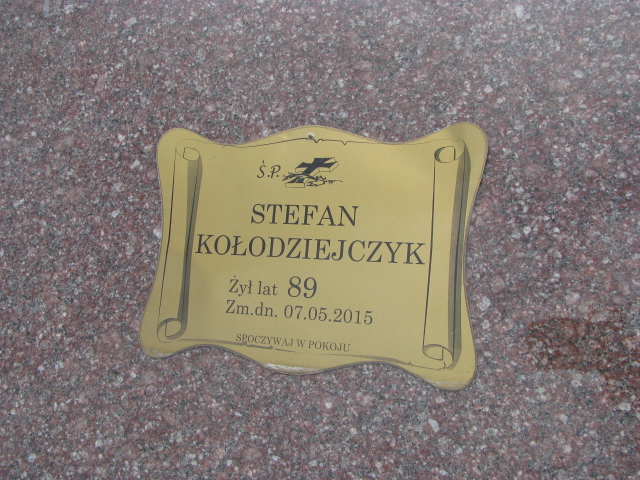 Ś.P.
STEFAN
KOŁODZIEJCZYK
Żył lat 89
Zm.dn. 07.05.2015
SPOCZYWAJ W POKOJU